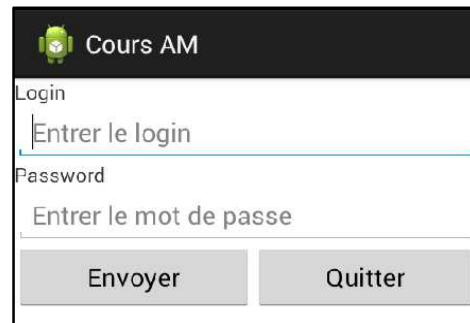 Cours AM
Login
Entrer le login
Password
Entrer le mot de passe
Envoyer Quitter